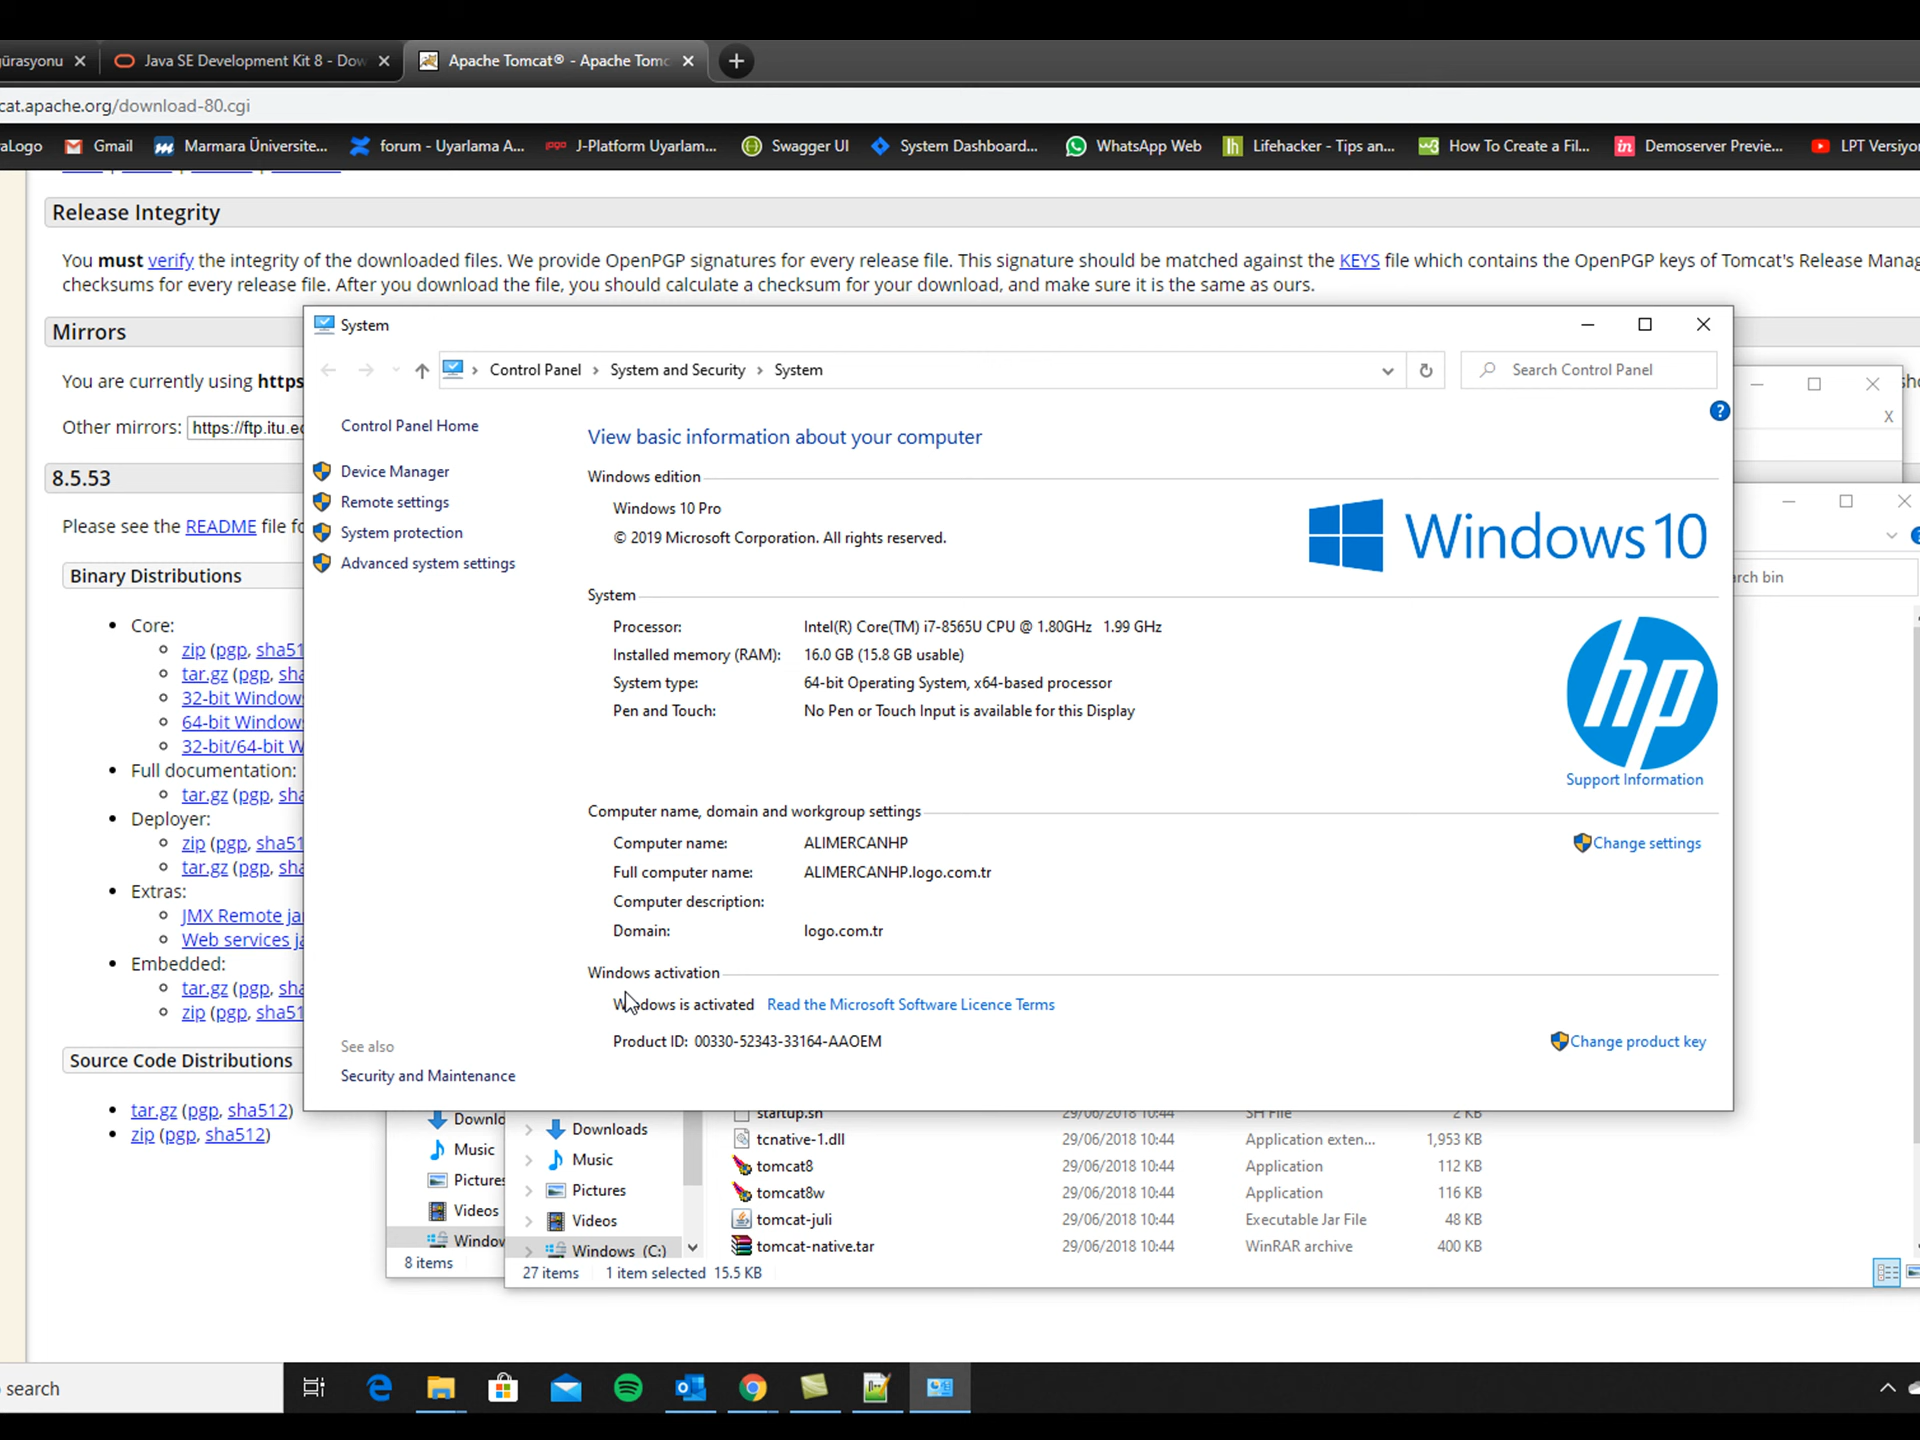 ürasyonu
Java SE Development Kit 8 - Dow
Apache Tomcat® - Apache Tomc
cat.apache.org/download-80.cgi
aLogo
Gmail
Marmara Üniversite...
forum - Uyarlama A...
J-Platform Uyarlam...
Swagger UI
System Dashboard...
WhatsApp Web
Lifehacker - Tips an...
How To Create a Fil...
Demoserver Previe...
LPT Versiyo
Release Integrity
You must verify the integrity of the downloaded files. We provide OpenPGP signatures for every release file. This signature should be matched against the KEYS file which contains the OpenPGP keys of Tomcat's Release Manag
checksums for every release file. After you download the file, you should calculate a checksum for your download, and make sure it is the same as ours.
Mirrors
You are currently using https
Other mirrors: https://ftp.itu.e
8.5.53
Please see the README file fo
Binary Distributions
Core:
zip (pgp, sha51
tar.gz (pgp, sha
32-bit Windows
64-bit Windows
32-bit/64-bit W
Full documentation:
tar.gz (pgp, sha
Deployer:
zip (pgp, sha51
tar.gz (pgp, sha
Extras:
JMX Remote ja
Web services ja
Embedded:
tar.gz (pgp, sha
zip (pgp, sha51
Source Code Distributions
tar.gz (pgp, sha512)
zip (pgp, sha512)
System
Control Panel > System and Security > System
Search Control Panel
Control Panel Home
Device Manager
Remote settings
System protection
Advanced system settings
See also
Security and Maintenance
View basic information about your computer
Windows edition
Windows 10 Pro
© 2019 Microsoft Corporation. All rights reserved.
Windows 10
System
Processor: Intel(R) Core(TM) i7-8565U CPU @ 1.80GHz 1.99 GHz
Installed memory (RAM): 16.0 GB (15.8 GB usable)
System type: 64-bit Operating System, x64-based processor
Pen and Touch: No Pen or Touch Input is available for this Display
hp
Support Information
Computer name, domain and workgroup settings
Computer name: ALIMERCANHP
Change settings
Full computer name: ALIMERCANHP.logo.com.tr
Computer description:
Domain: logo.com.tr
Windows activation
Windows is activated Read the Microsoft Software Licence Terms
Product ID: 00330-52343-33164-AAOEM
Change product key
X
rch bin
Downlo
Music
Pictures
Videos
Window
8 items
Downloads
Music
Pictures
Videos
Windows (C:)
27 items 1 item selected 15.5 KB
startup.sh 29/06/2018 10:44 SH File 2 KB
tcnative-1.dll 29/06/2018 10:44 Application exten... 1,953 KB
tomcat8 29/06/2018 10:44 Application 112 KB
tomcat8w 29/06/2018 10:44 Application 116 KB
tomcat-juli 29/06/2018 10:44 Executable Jar File 48 KB
tomcat-native.tar 29/06/2018 10:44 WinRAR archive 400 KB
search